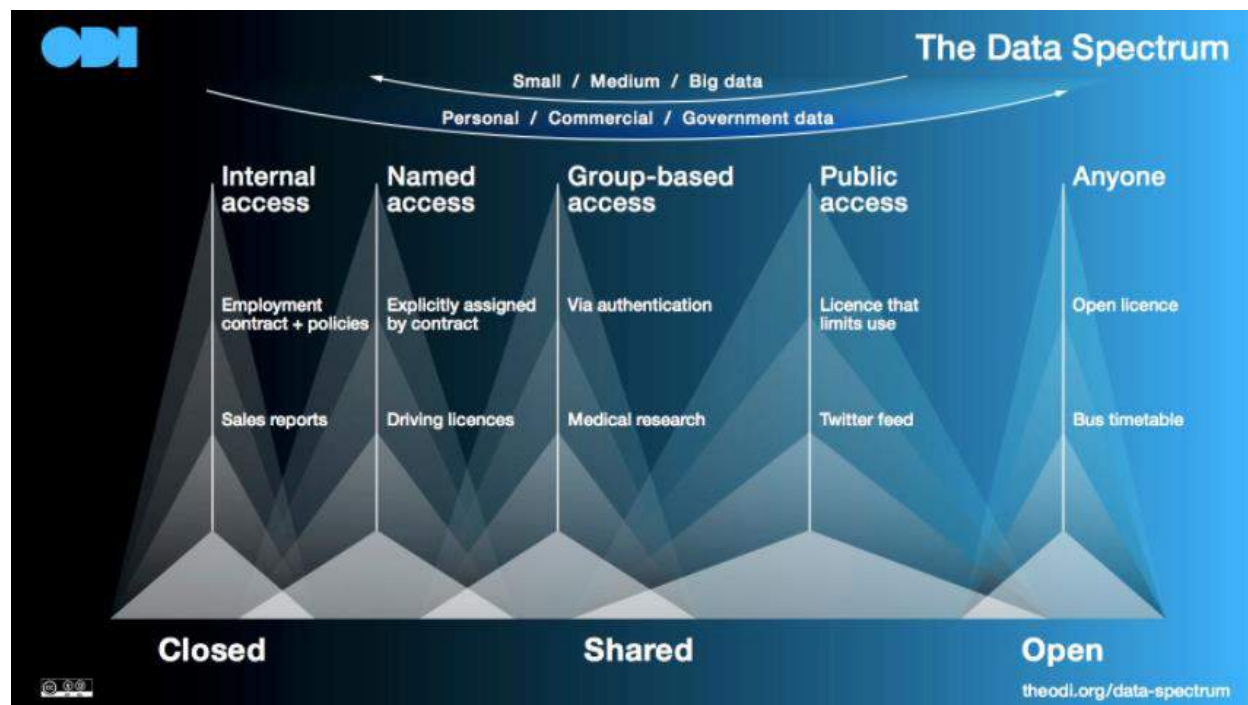 ODI
The Data Spectrum
Small / Medium / Big data
Personal / Commercial / Government data
Internal
access
Named
access
Group-based
access
Public
access
Anyone
Employment
contract + policies
Explicitly assigned
by contract
Via authentication
Licence that
limits use
Open licence
Sales reports
Driving licences
Medical research
Twitter feed
Bus timetable
Closed
Shared
Open
theodi.org/data-spectrum